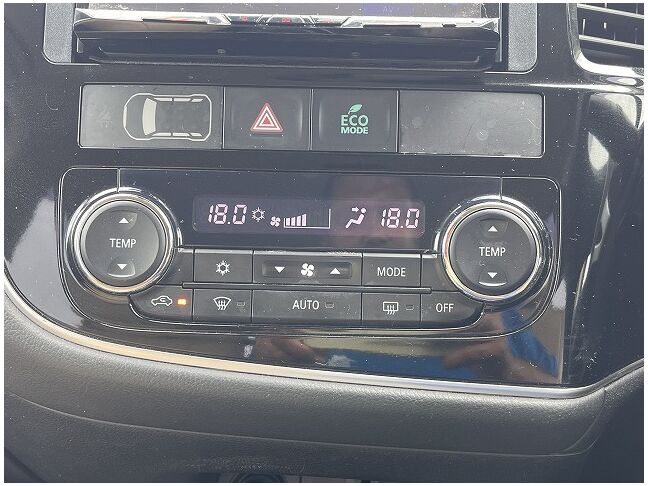 ECO
MODE
18.0 18.0
TEMP
TEMP
MODE
AUTO
OFF